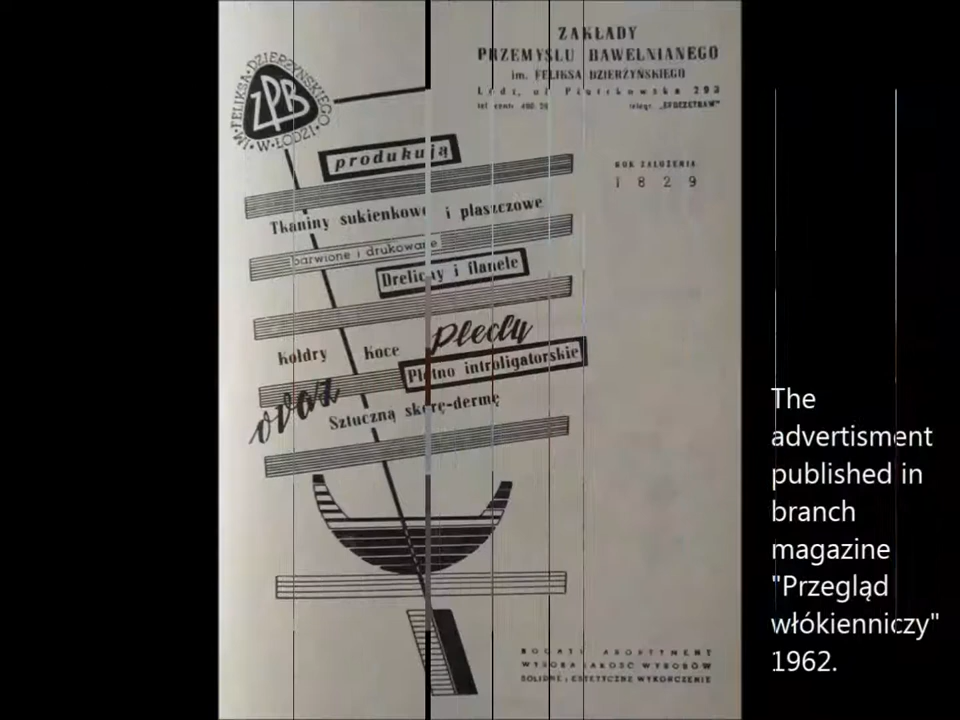 ZAKŁADY
PRZEMYSŁU BAWEŁNIANEGO
im. FELIKSA DZIERŻYŃSKIEGO
Łódź, ul. Piotrkowska 293
ROK ZAŁOŻENIA
1829
IM. FELIKSA DZIERŻYŃSKIEGO W ŁODZI
ZPB
produkują
Tkaniny sukienkowe i płaszczowe
barwione i drukowane
Drelichy i flanele
Kołdry Koce Pledy
Płótno introligatorskie
oraz
Sztuczną skórę-dermę
BOGATY ASORTYMENT
WYSOKA JAKOŚĆ WYROBÓW
SOLIDNE i ESTETYCZNE WYKOŃCZENIE
The
advertisment
published in
branch
magazine
"Przegląd
włókienniczy"
1962.